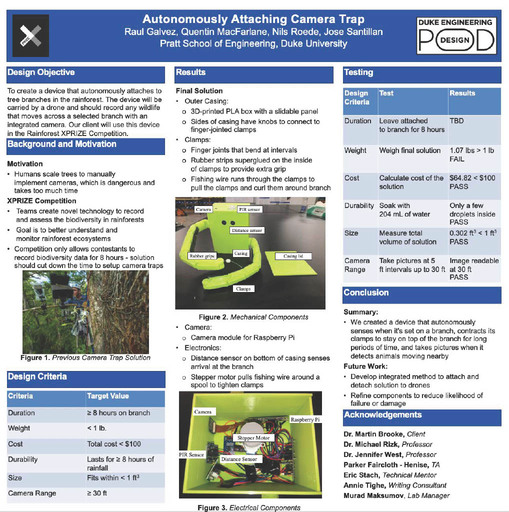 Autonomously Attaching Camera Trap
Raul Galvez, Quentin MacFarlane, Nils Roede, Jose Santillan
Pratt School of Engineering, Duke University
DUKE ENGINEERING
POD
DESIGN
Design Objective
To create a device that autonomously attaches to
tree branches in the rainforest. The device will be
carried by a drone and should record any wildlife
that moves across a selected branch with an
integrated camera. Our client will use this device
in the Rainforest XPRIZE Competition.
Background and Motivation
Motivation
• Humans scale trees to manually
implement cameras, which is dangerous and
takes too much time
XPRIZE Competition
• Teams create novel technology to record
and assess the biodiversity in rainforests
• Goal is to better understand and
monitor rainforest ecosystems
• Competition only allows contestants to
record biodiversity data for 8 hours - solution
should cut down the time to setup camera traps
Figure 1. Previous Camera Trap Solution
Design Criteria
Criteria Target Value
Duration ≥ 8 hours on branch
Weight < 1 lb.
Cost Total cost < $100
Durability Lasts for ≥ 8 hours of
rainfall
Size Fits within < 1 ft³
Camera Range ≥ 30 ft
Results
Final Solution
• Outer Casing:
o 3D-printed PLA box with a slidable panel
o Sides of casing have knobs to connect to
finger-jointed clamps
• Clamps:
o Finger joints that bend at intervals
o Rubber strips superglued on the inside
of clamps to provide extra grip
o Fishing wire runs through the clamps to
pull the clamps and curl them around branch
Camera
PIR sensor
Distance sensor
Rubber grips
Casing
Casing lid
Clamps
Figure 2. Mechanical Components
• Camera:
o Camera module for Raspberry Pi
• Electronics:
o Distance sensor on bottom of casing senses
arrival at the branch
o Stepper motor pulls fishing wire around a
spool to tighten clamps
Camera
Raspberry Pi
Stepper Motor
PIR Sensor
Distance Sensor
Figure 3. Electrical Components
Testing
Design
Criteria
Test Results
Duration Leave attached
to branch for 8 hours
TBD
Weight Weigh final solution 1.07 lbs > 1 lb
FAIL
Cost Calculate cost of the
solution
$64.82 < $100
PASS
Durability Soak with
204 mL of water
Only a few
droplets inside
PASS
Size Measure total
volume of solution
0.302 ft³ < 1 ft³
PASS
Camera
Range
Take pictures at 5
ft intervals up to 30 ft
Image readable
at 30 ft
PASS
Conclusion
Summary:
• We created a device that autonomously
senses when it's set on a branch, contracts its
clamps to stay on top of the branch for long
periods of time, and takes pictures when it
detects animals moving nearby
Future Work:
• Develop integrated method to attach and
detach solution to drones
• Refine components to reduce likelihood of
failure or damage
Acknowledgements
Dr. Martin Brooke, Client
Dr. Michael Rizk, Professor
Dr. Jennifer West, Professor
Parker Faircloth - Henise, TA
Eric Stach, Technical Mentor
Annie Tighe, Writing Consultant
Murad Maksumov, Lab Manager